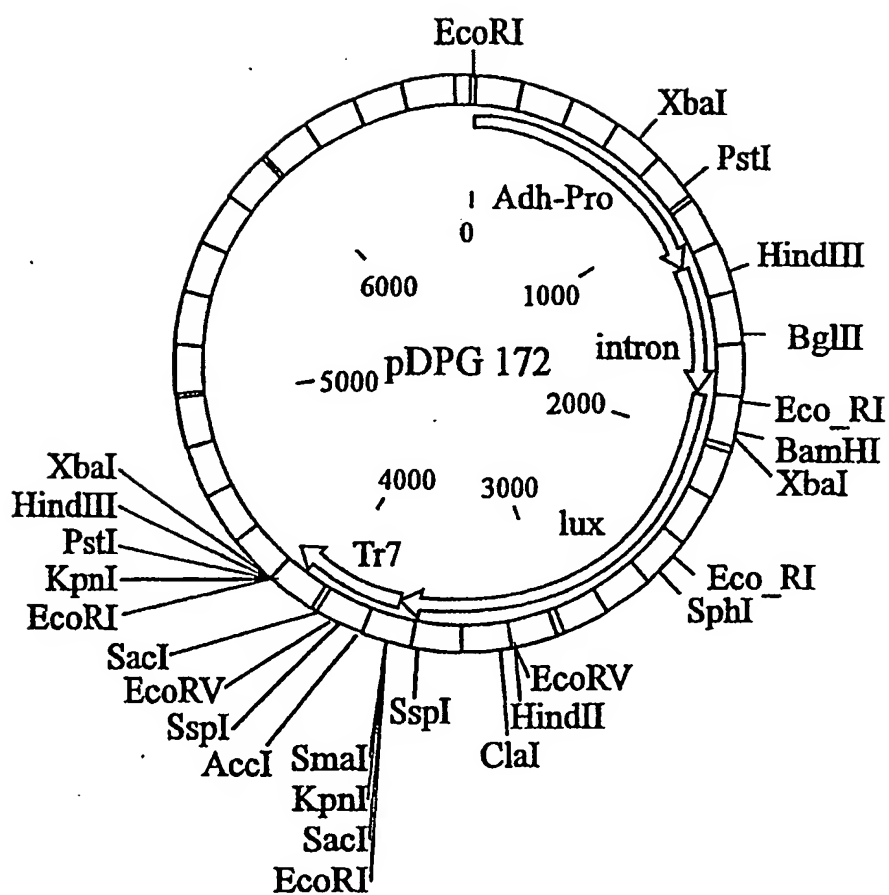 EcoRI
XbaI
PstI
Adh-Pro
0
HindIII
6000
1000
BglII
intron
5000
pDPG 172
2000
Eco_RI
BamHI
XbaI
4000
3000
lux
XbaI
HindIII
PstI
KpnI
EcoRI
Tr7
Eco_RI
SphI
SacI
EcoRV
SspI
AccI
SspI
EcoRV
HindII
ClaI
SmaI
KpnI
SacI
EcoRI